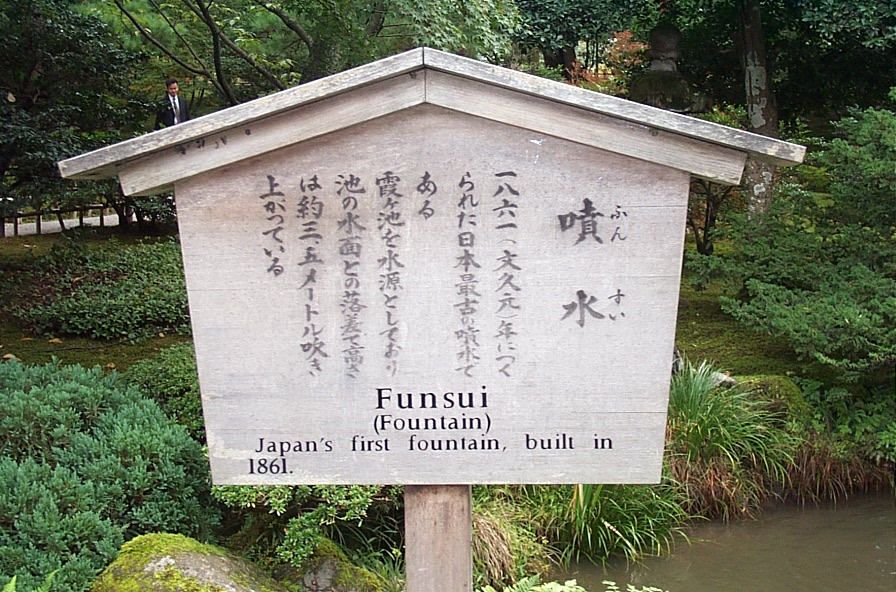 噴水
ふんすい
一八六一(文久元)年につく
られた日本最古の噴水で
ある
霞ヶ池を水源としており
池の水面との落差で高さ
は約三.五メートル吹き
上がっている
Funsui
(Fountain)
Japan's first fountain, built in
1861.